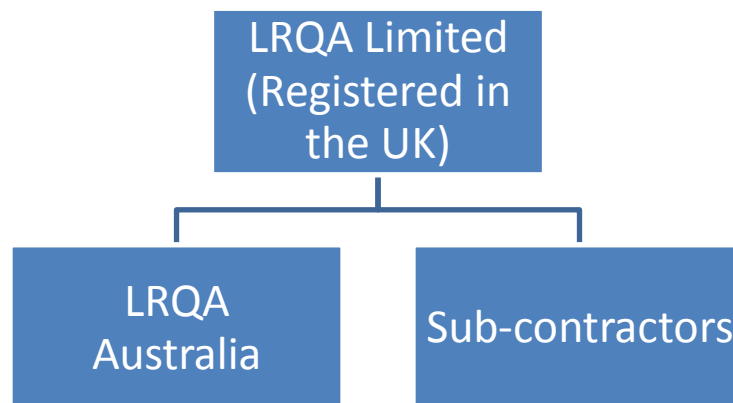 LRQA Limited
(Registered in
the UK)
LRQA
Australia
Sub-contractors